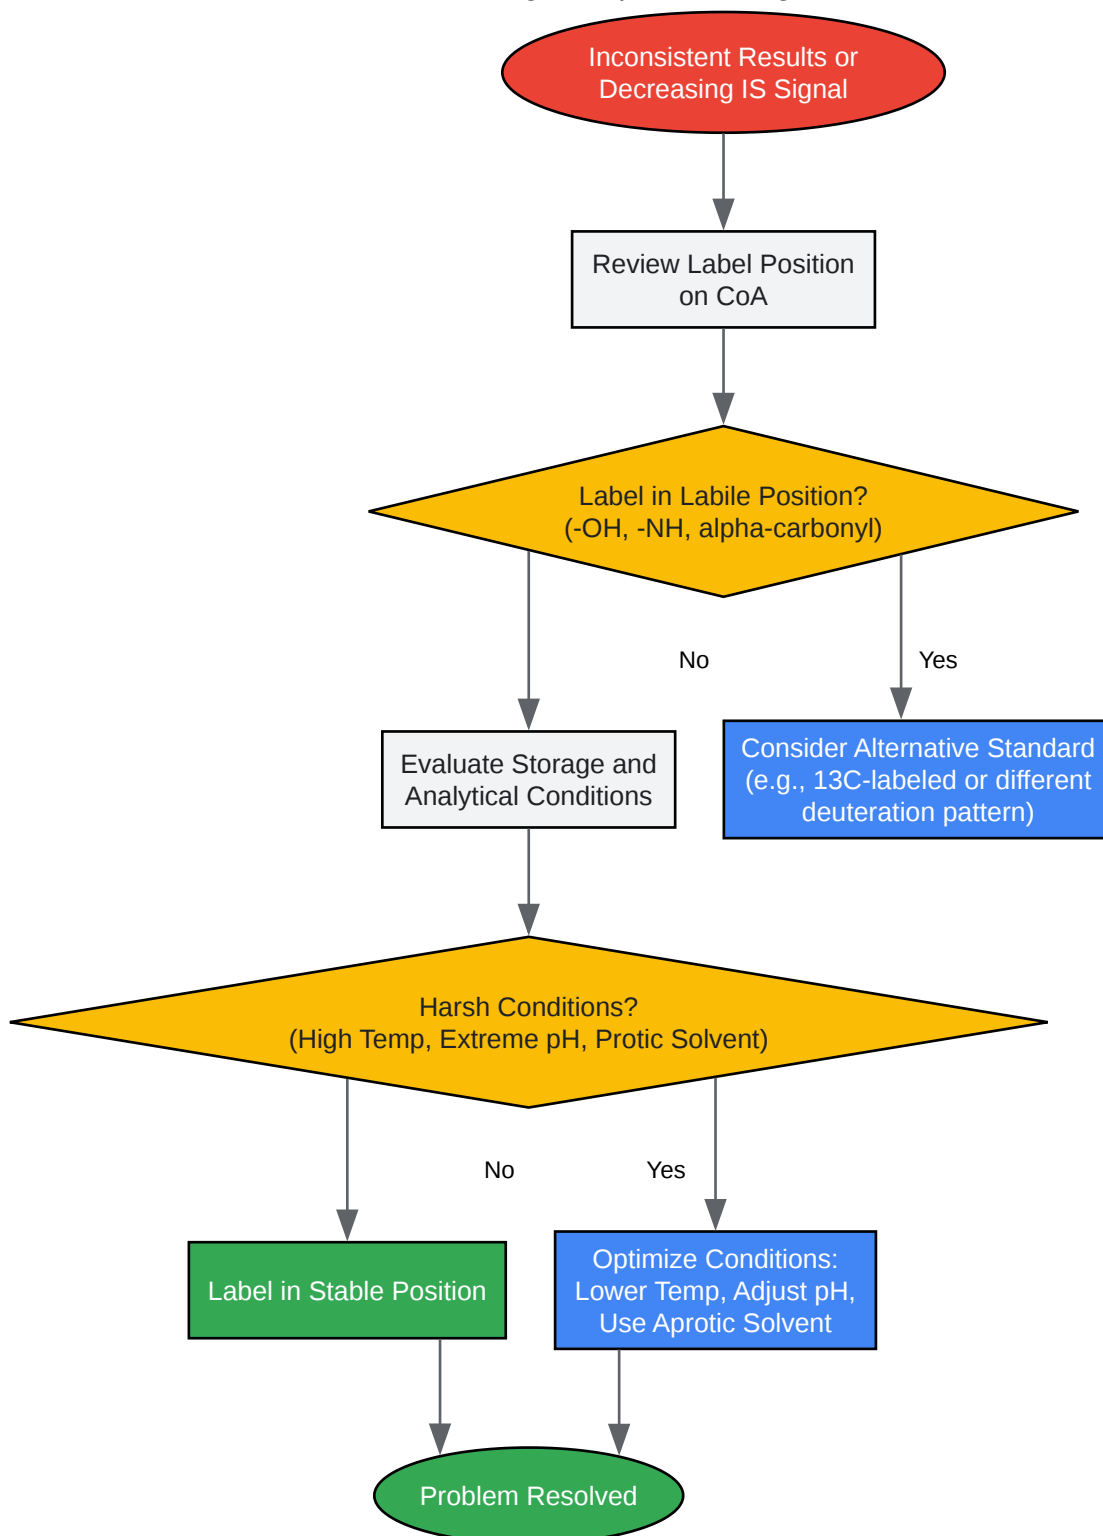 Inconsistent Results or
Decreasing IS Signal
Review Label Position
on CoA
Label in Labile Position?
(-OH, -NH, alpha-carbonyl)
No
Yes
Evaluate Storage and
Analytical Conditions
Consider Alternative Standard
(e.g., 13C-labeled or different
deuteration pattern)
Harsh Conditions?
(High Temp, Extreme pH, Protic Solvent)
No
Yes
Label in Stable Position
Optimize Conditions:
Lower Temp, Adjust pH,
Use Aprotic Solvent
Problem Resolved